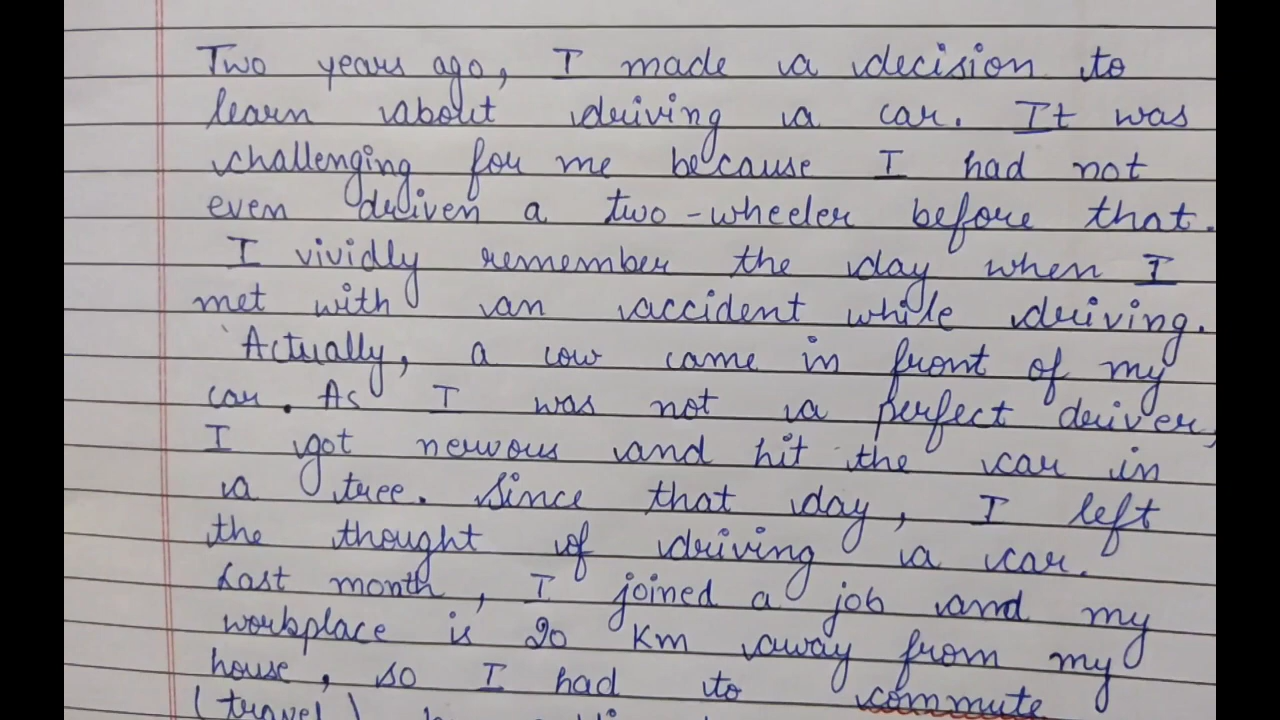 Two years ago, I made a decision to
learn about driving a car. It was
challenging for me because I had not
even driven a two-wheeler before that.
I vividly remember the day when I
met with an accident while driving.
Actually, a cow came in front of my
car. As I was not a perfect driver,
I got nervous and hit the car in
a tree. Since that day, I left
the thought of driving a car.
Last month, I joined a job and my
workplace is 20 Km away from my
house, so I had to commute
(travel)